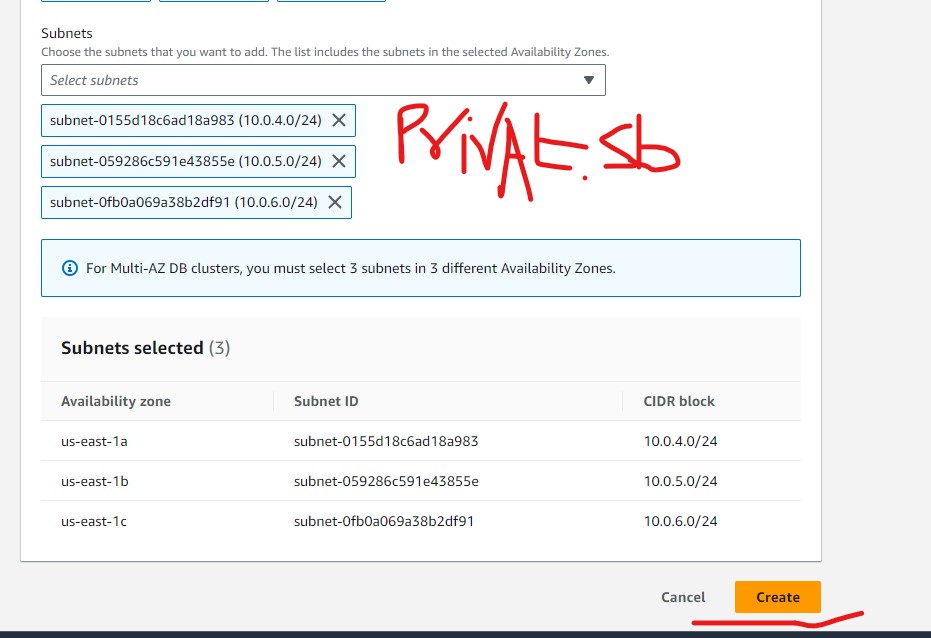 Subnets
Choose the subnets that you want to add. The list includes the subnets in the selected Availability Zones.
Select subnets
subnet-0155d18c6ad18a983 (10.0.4.0/24)
subnet-059286c591e43855e (10.0.5.0/24)
subnet-0fb0a069a38b2df91 (10.0.6.0/24)
PrivAt.sb
For Multi-AZ DB clusters, you must select 3 subnets in 3 different Availability Zones.
Subnets selected (3)
Availability zone Subnet ID CIDR block
us-east-1a subnet-0155d18c6ad18a983 10.0.4.0/24
us-east-1b subnet-059286c591e43855e 10.0.5.0/24
us-east-1c subnet-0fb0a069a38b2df91 10.0.6.0/24
Cancel Create